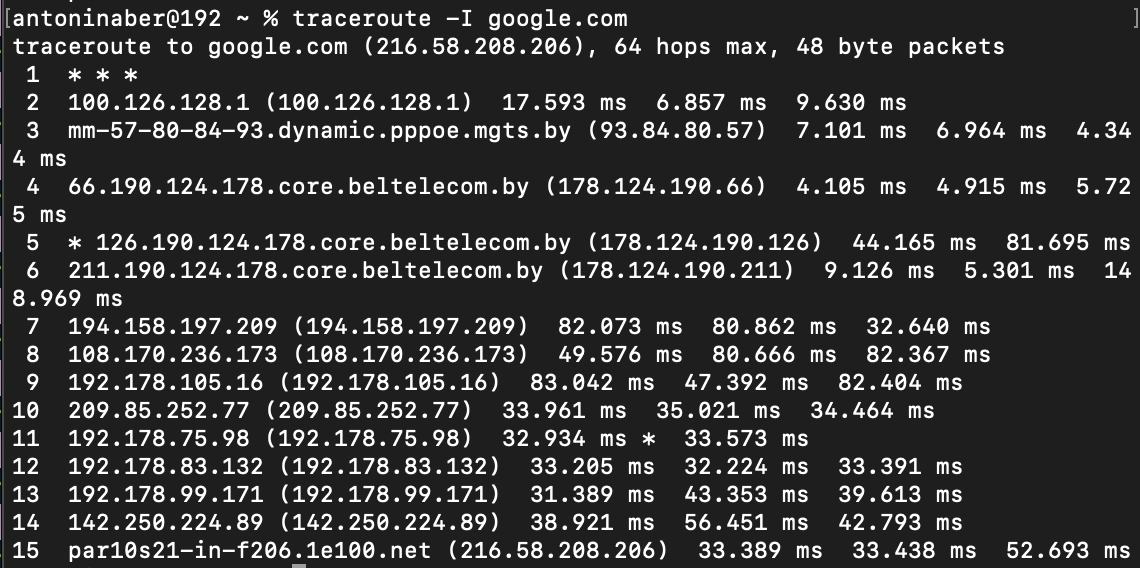 [antoninaber@192 ~ % traceroute -I google.com ]
traceroute to google.com (216.58.208.206), 64 hops max, 48 byte packets
 1  * * *
 2  100.126.128.1 (100.126.128.1)  17.593 ms  6.857 ms  9.630 ms
 3  mm-57-80-84-93.dynamic.pppoe.mgts.by (93.84.80.57)  7.101 ms  6.964 ms  4.34
4 ms
 4  66.190.124.178.core.beltelecom.by (178.124.190.66)  4.105 ms  4.915 ms  5.72
5 ms
 5  * 126.190.124.178.core.beltelecom.by (178.124.190.126)  44.165 ms  81.695 ms
 6  211.190.124.178.core.beltelecom.by (178.124.190.211)  9.126 ms  5.301 ms  14
8.969 ms
 7  194.158.197.209 (194.158.197.209)  82.073 ms  80.862 ms  32.640 ms
 8  108.170.236.173 (108.170.236.173)  49.576 ms  80.666 ms  82.367 ms
 9  192.178.105.16 (192.178.105.16)  83.042 ms  47.392 ms  82.404 ms
10  209.85.252.77 (209.85.252.77)  33.961 ms  35.021 ms  34.464 ms
11  192.178.75.98 (192.178.75.98)  32.934 ms *  33.573 ms
12  192.178.83.132 (192.178.83.132)  33.205 ms  32.224 ms  33.391 ms
13  192.178.99.171 (192.178.99.171)  31.389 ms  43.353 ms  39.613 ms
14  142.250.224.89 (142.250.224.89)  38.921 ms  56.451 ms  42.793 ms
15  par10s21-in-f206.1e100.net (216.58.208.206)  33.389 ms  33.438 ms  52.693 ms